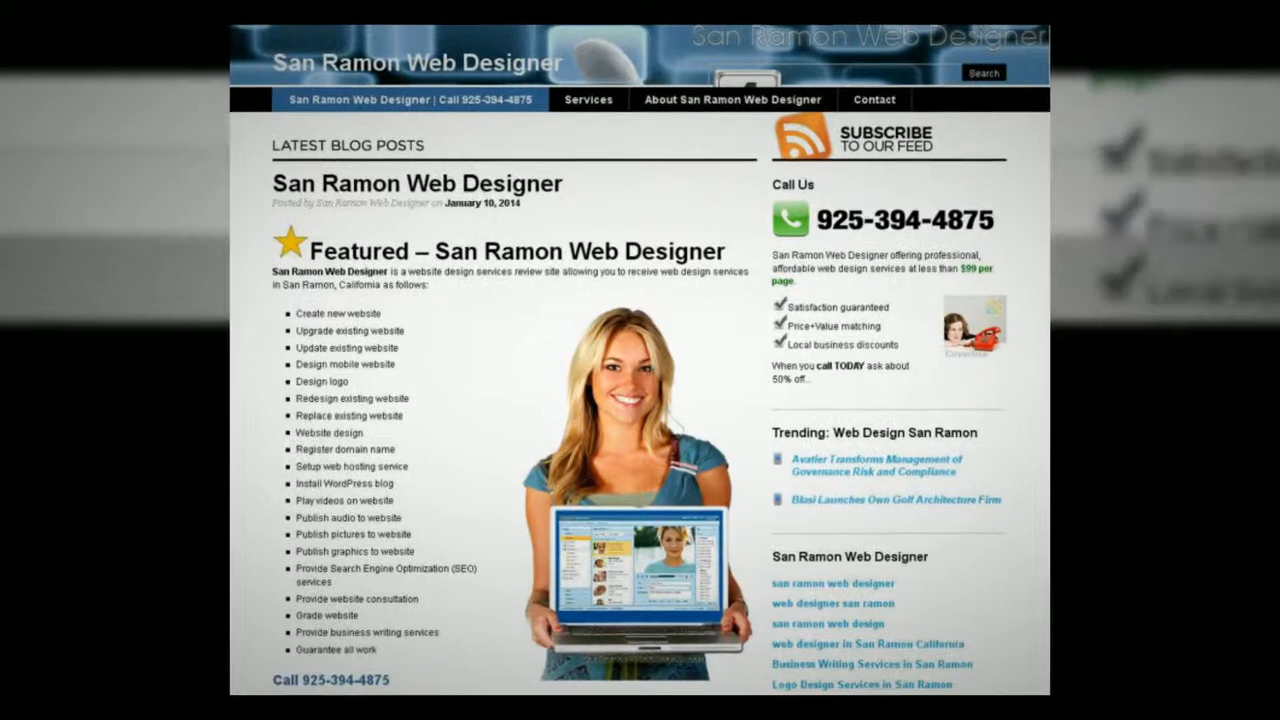 San Ramon Web Designer
San Ramon Web Designer
Search
San Ramon Web Designer | Call 925-394-4875
Services
About San Ramon Web Designer
Contact
LATEST BLOG POSTS
San Ramon Web Designer
Posted by San Ramon Web Designer on January 10, 2014
Featured – San Ramon Web Designer
San Ramon Web Designer is a website design services review site allowing you to receive web design services
in San Ramon, California as follows:
Create new website
Upgrade existing website
Update existing website
Design mobile website
Design logo
Redesign existing website
Replace existing website
Website design
Register domain name
Setup web hosting service
Install WordPress blog
Play videos on website
Publish audio to website
Publish pictures to website
Publish graphics to website
Provide Search Engine Optimization (SEO)
services
Provide website consultation
Grade website
Provide business writing services
Guarantee all work
Call 925-394-4875
SUBSCRIBE
TO OUR FEED
Call Us
925-394-4875
San Ramon Web Designer offering professional,
affordable web design services at less than $99 per
page.
Satisfaction guaranteed
Price+Value matching
Local business discounts
When you call TODAY ask about
50% off...
Trending: Web Design San Ramon
Avatier Transforms Management of
Governance Risk and Compliance
Blasi Launches Own Golf Architecture Firm
San Ramon Web Designer
san ramon web designer
web designer san ramon
san ramon web design
web designer in San Ramon California
Business Writing Services in San Ramon
Logo Design Services in San Ramon